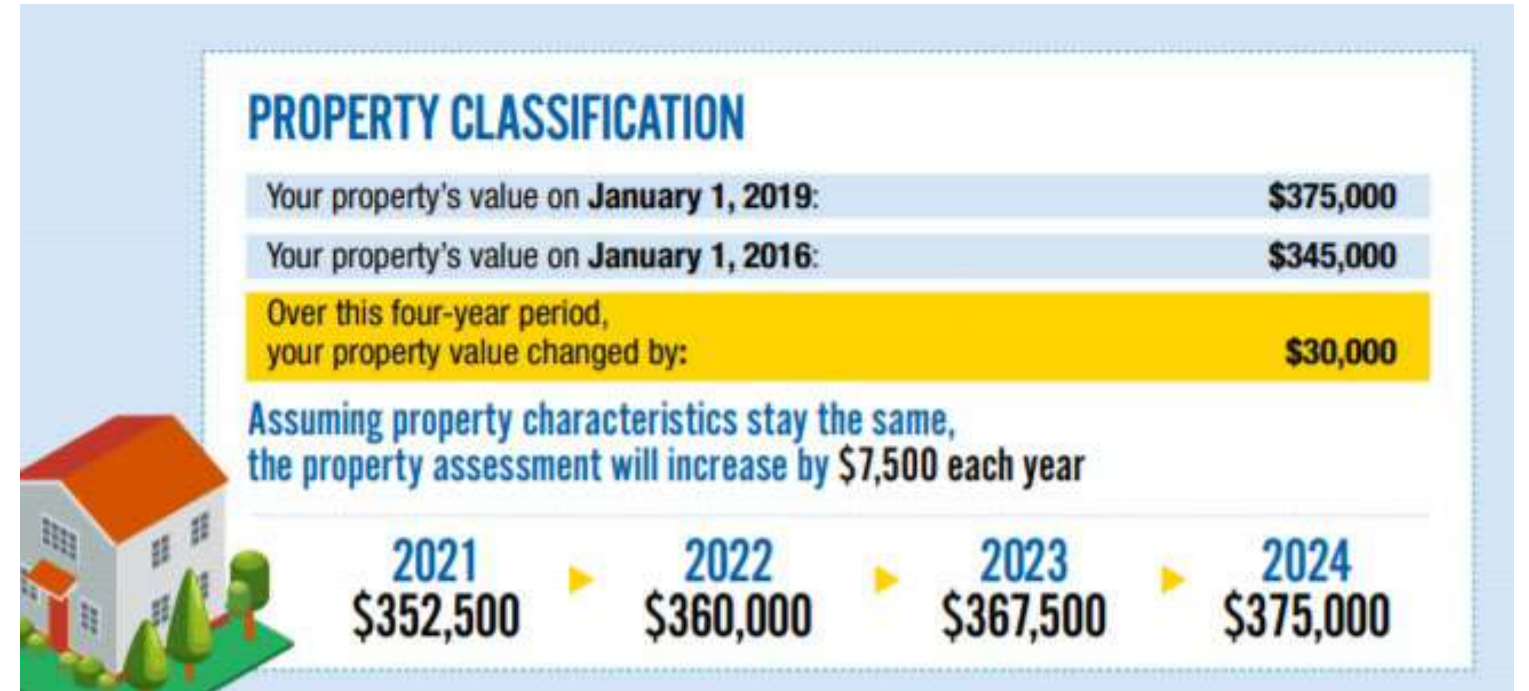 PROPERTY CLASSIFICATION
Your property's value on January 1, 2019: $375,000
Your property's value on January 1, 2016: $345,000
Over this four-year period,
your property value changed by: $30,000
Assuming property characteristics stay the same,
the property assessment will increase by $7,500 each year
2021 2022 2023 2024
$352,500 $360,000 $367,500 $375,000